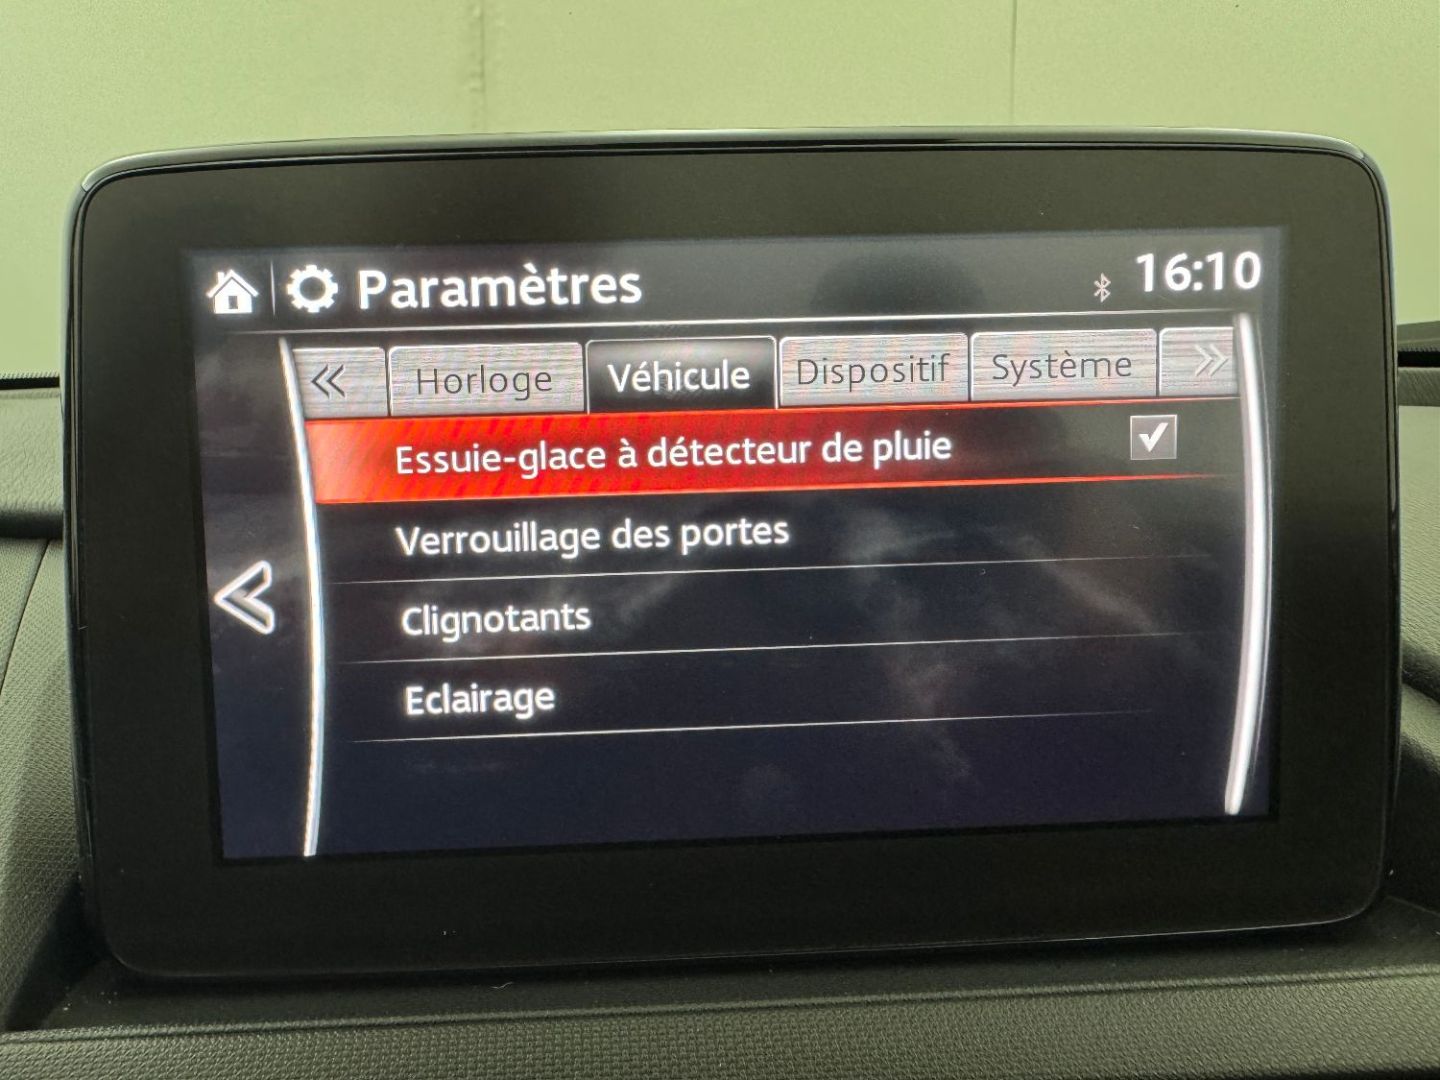 Paramètres
16:10
Horloge
Véhicule
Dispositif
Système
Essuie-glace à détecteur de pluie
Verrouillage des portes
Clignotants
Eclairage